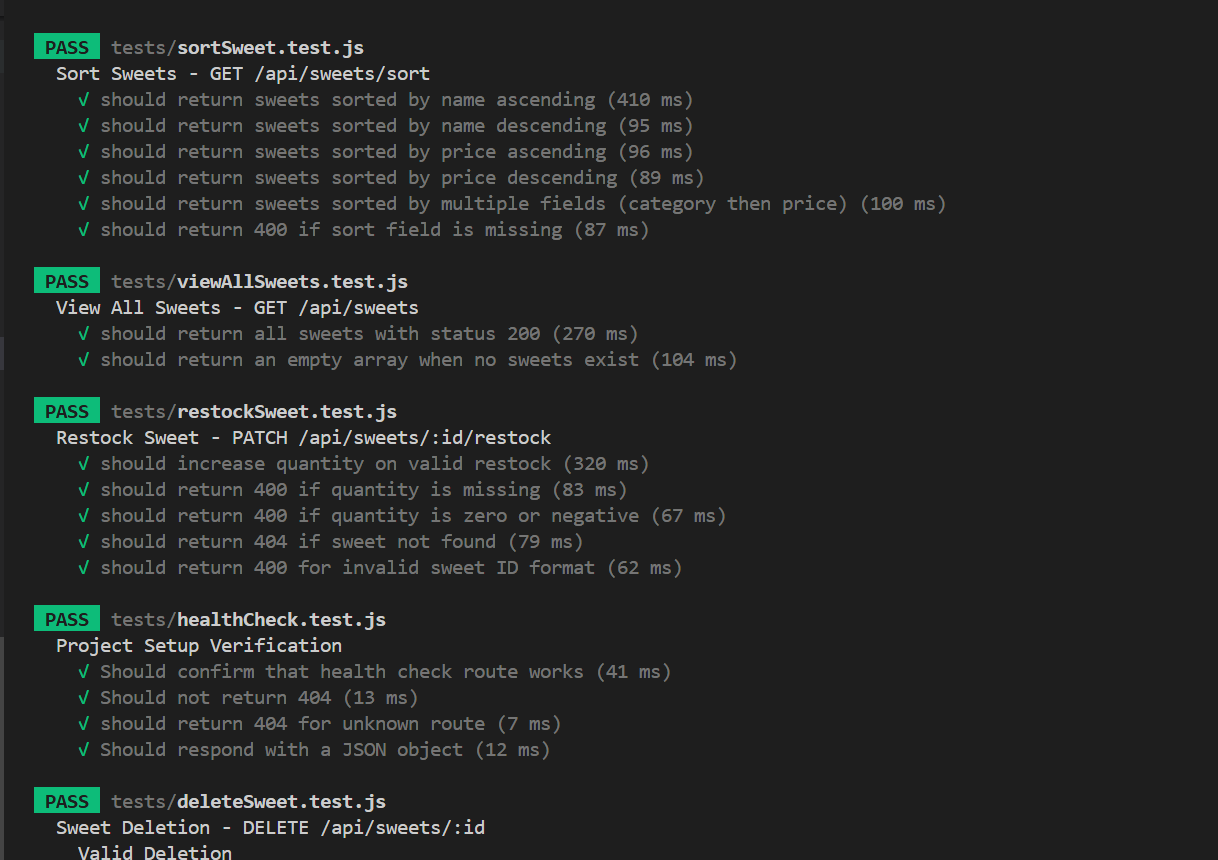 PASS tests/sortSweet.test.js
Sort Sweets - GET /api/sweets/sort
√ should return sweets sorted by name ascending (410 ms)
√ should return sweets sorted by name descending (95 ms)
√ should return sweets sorted by price ascending (96 ms)
√ should return sweets sorted by price descending (89 ms)
√ should return sweets sorted by multiple fields (category then price) (100 ms)
√ should return 400 if sort field is missing (87 ms)
PASS tests/viewAllSweets.test.js
View All Sweets - GET /api/sweets
√ should return all sweets with status 200 (270 ms)
√ should return an empty array when no sweets exist (104 ms)
PASS tests/restockSweet.test.js
Restock Sweet - PATCH /api/sweets/:id/restock
√ should increase quantity on valid restock (320 ms)
√ should return 400 if quantity is missing (83 ms)
√ should return 400 if quantity is zero or negative (67 ms)
√ should return 404 if sweet not found (79 ms)
√ should return 400 for invalid sweet ID format (62 ms)
PASS tests/healthCheck.test.js
Project Setup Verification
√ Should confirm that health check route works (41 ms)
√ Should not return 404 (13 ms)
√ should return 404 for unknown route (7 ms)
√ Should respond with a JSON object (12 ms)
PASS tests/deleteSweet.test.js
Sweet Deletion - DELETE /api/sweets/:id
Valid Deletion